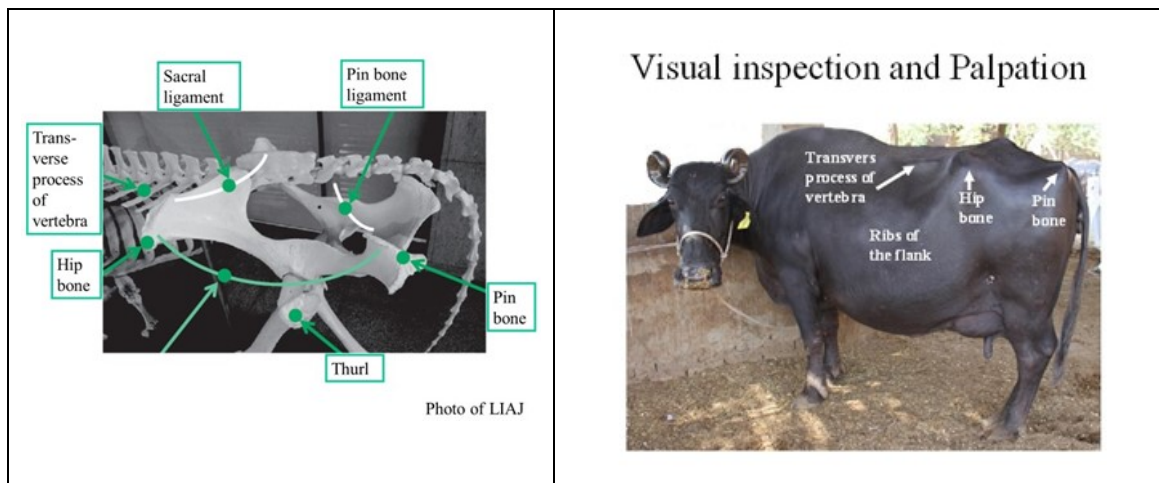 Sacral
ligament
Pin bone
ligament
Trans-
verse
process
of
vertebra
Hip
bone
Pin
bone
Thurl
Photo of LIAJ
Visual inspection and Palpation
Transvers
process of
vertebra
Hip
bone
Pin
bone
Ribs of
the flank